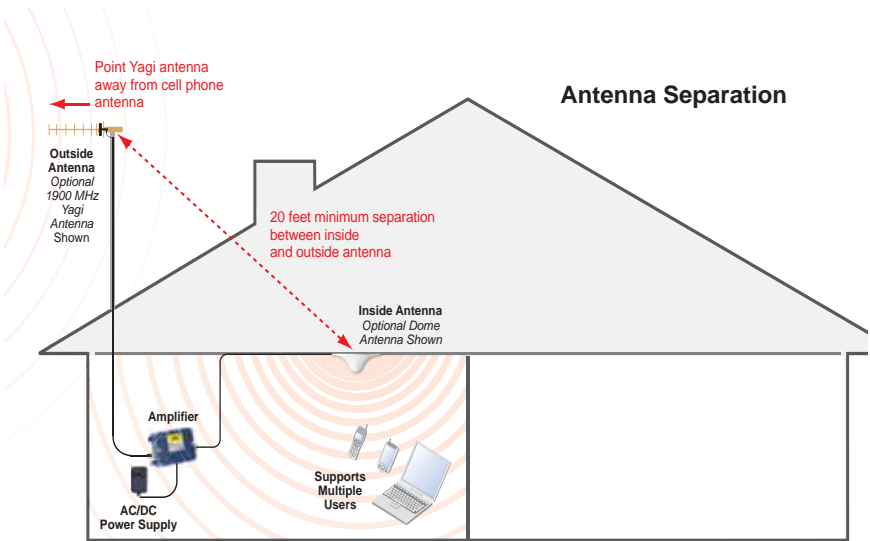 Antenna Separation
Point Yagi antenna
away from cell phone
antenna
Outside
Antenna
Optional
1900 MHz
Yagi
Antenna
Shown
20 feet minimum separation
between inside
and outside antenna
Inside Antenna
Optional Dome
Antenna Shown
Amplifier
AC/DC
Power Supply
Supports
Multiple
Users